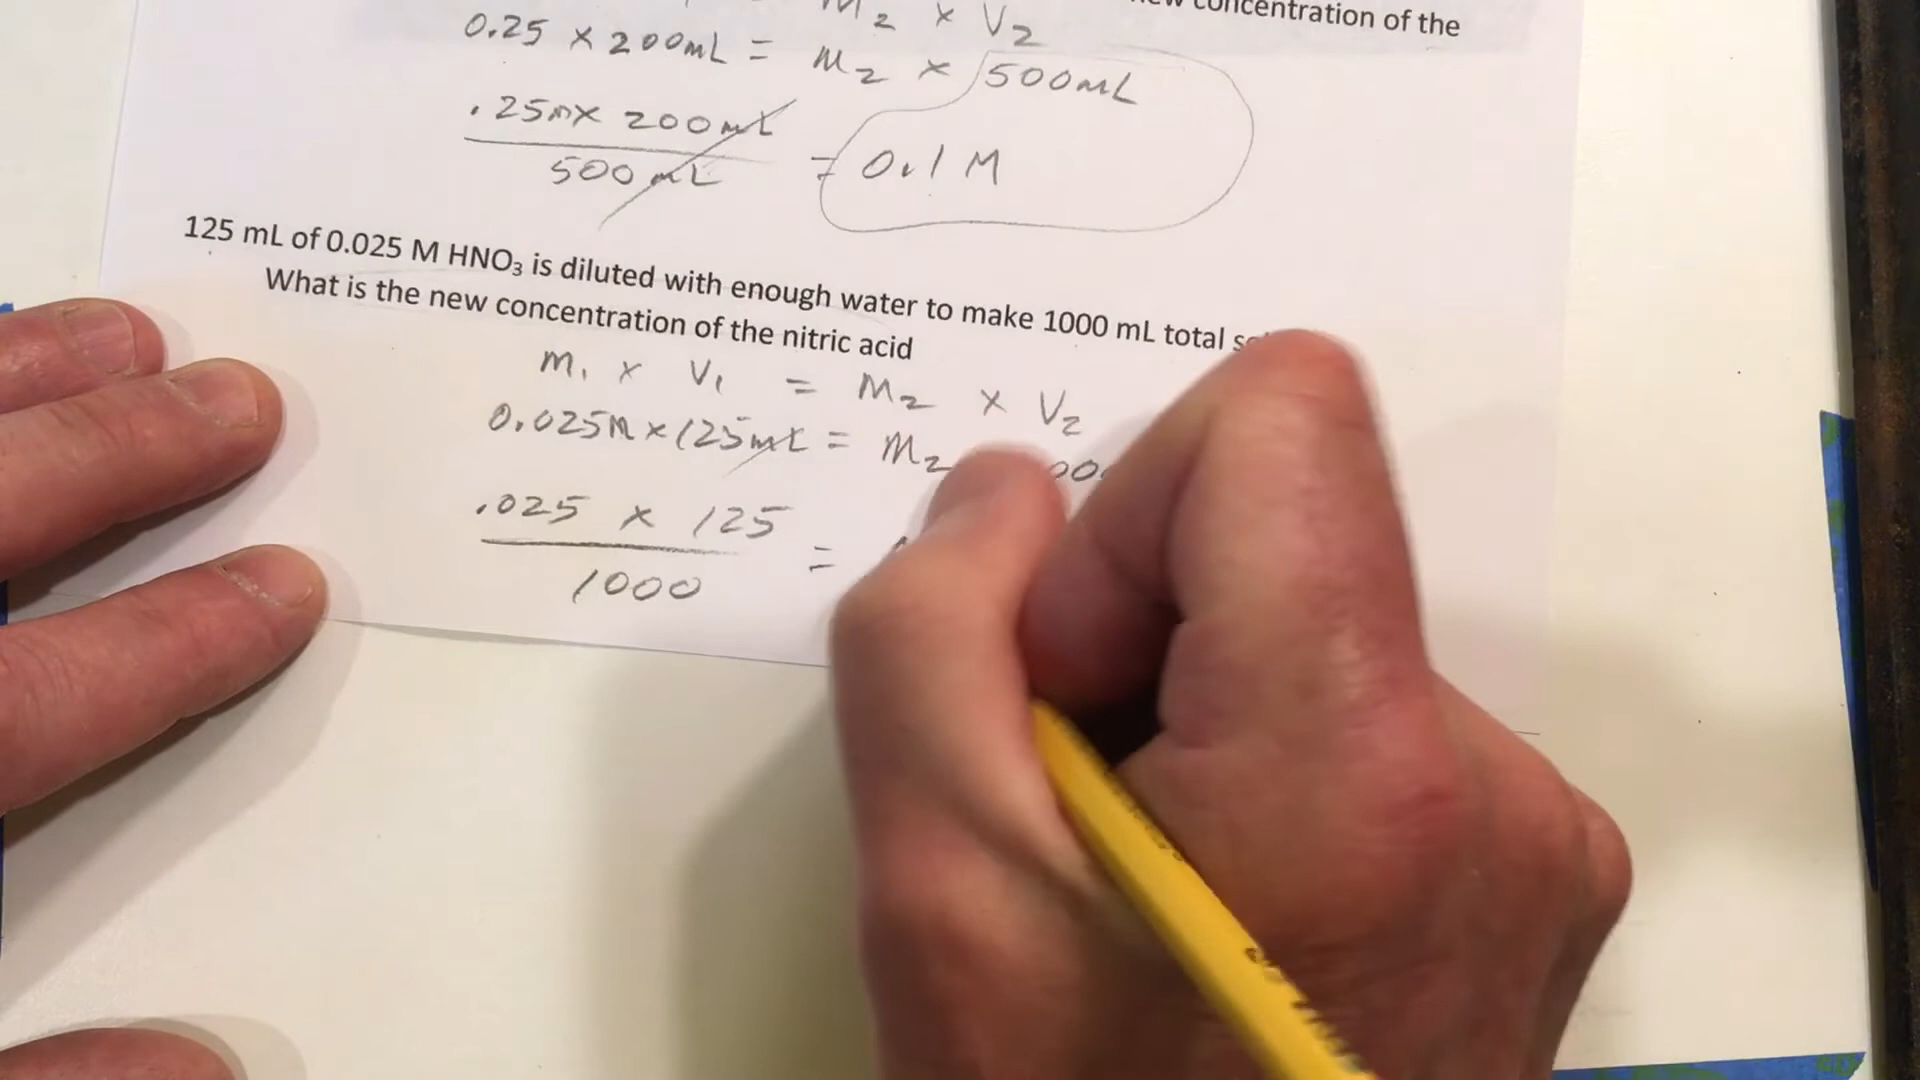 concentration of the
M₂ x V₂
0.25 x 200mL = M₂ x 500mL
.25M x 200mL
500mL
= 0.1 M
125 mL of 0.025 M HNO₃ is diluted with enough water to make 1000 mL total
What is the new concentration of the nitric acid
M₁ x V₁ = M₂ x V₂
0.025M x 125mL = M₂
.025 x 125
1000
=